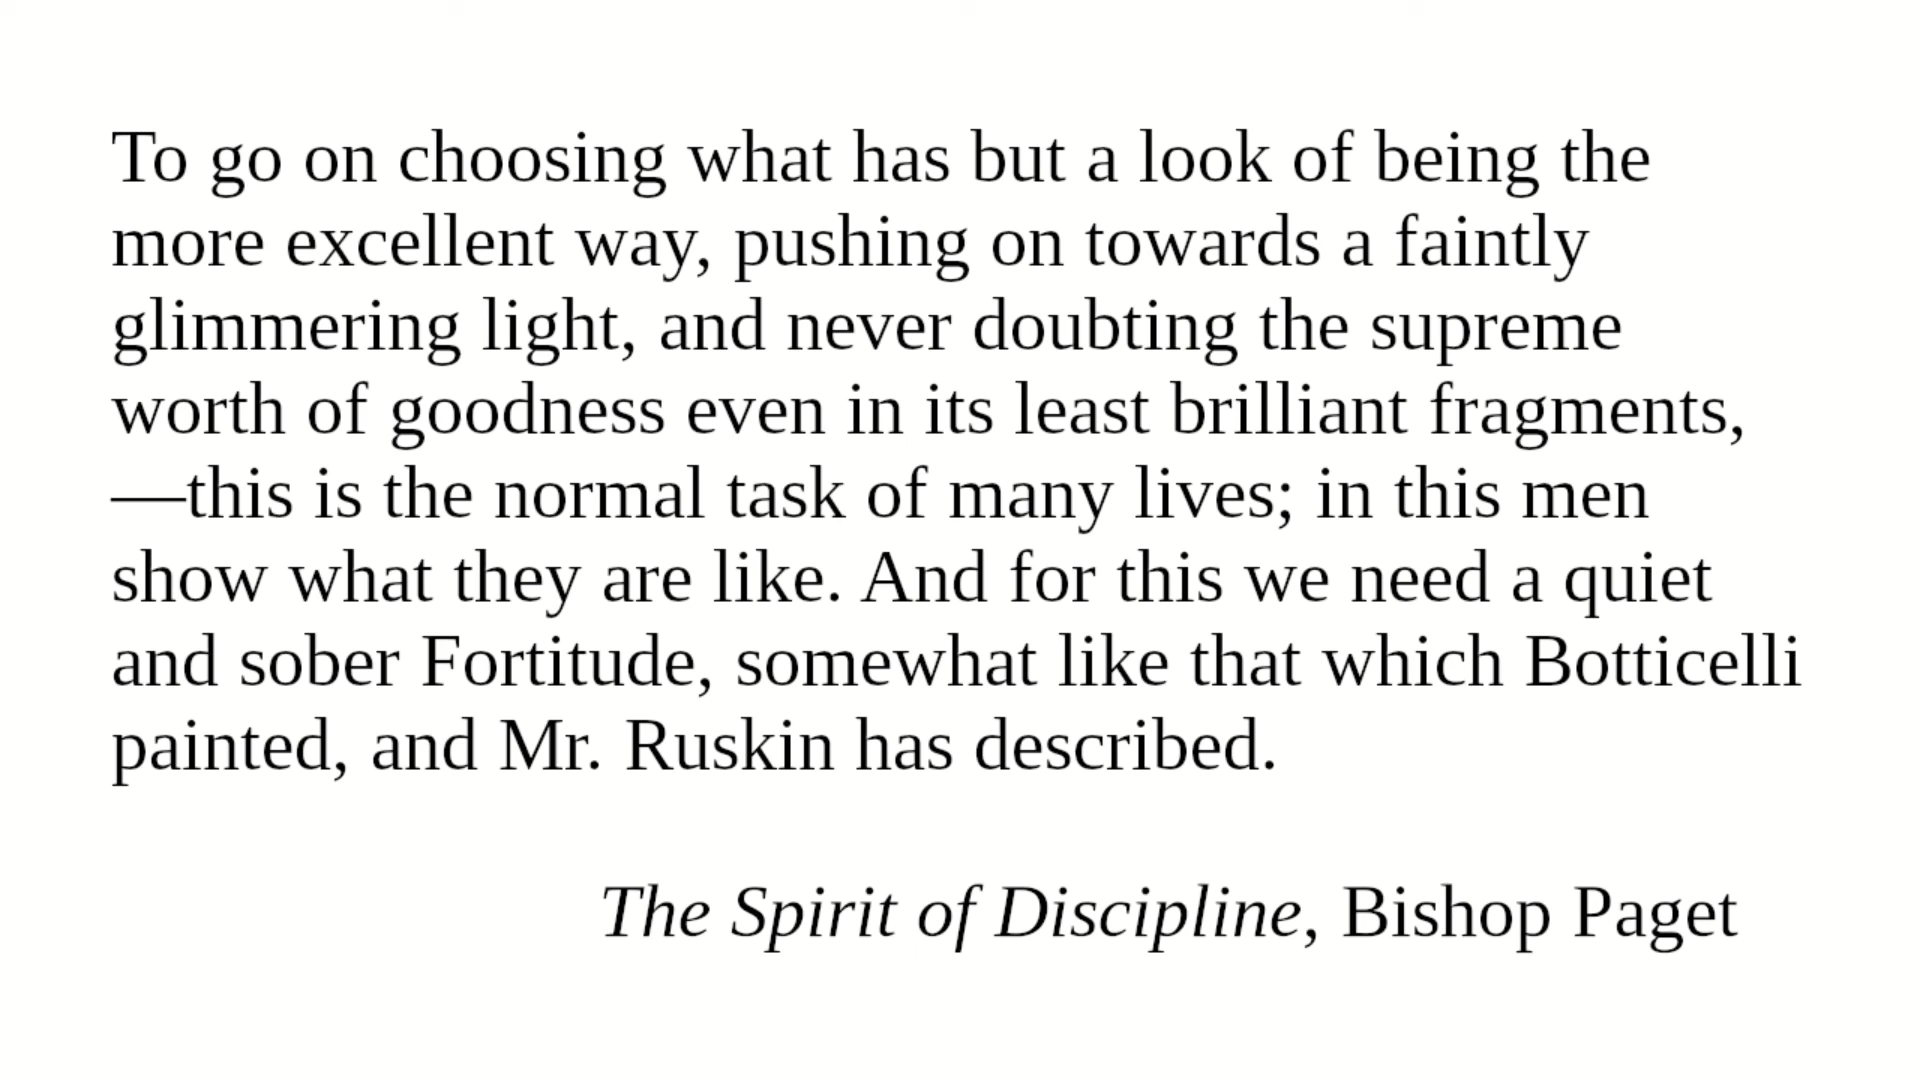 To go on choosing what has but a look of being the
more excellent way, pushing on towards a faintly
glimmering light, and never doubting the supreme
worth of goodness even in its least brilliant fragments,
—this is the normal task of many lives; in this men
show what they are like. And for this we need a quiet
and sober Fortitude, somewhat like that which Botticelli
painted, and Mr. Ruskin has described.
The Spirit of Discipline, Bishop Paget